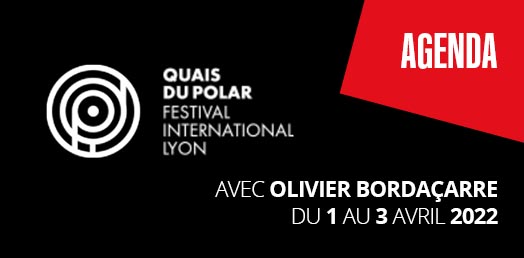 AGENDA
QUAIS
DU POLAR
FESTIVAL
INTERNATIONAL
LYON
AVEC OLIVIER BORDAÇARRE
DU 1 AU 3 AVRIL 2022